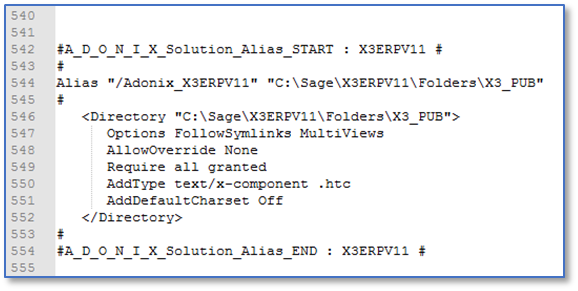 540
541
542 #A_D_O_N_I_X_Solution_Alias_START : X3ERPV11 #
543 #
544 Alias "/Adonix_X3ERPV11" "C:\Sage\X3ERPV11\Folders\X3_PUB"
545 #
546 <Directory "C:\Sage\X3ERPV11\Folders\X3_PUB">
547 Options FollowSymlinks MultiViews
548 AllowOverride None
549 Require all granted
550 AddType text/x-component .htc
551 AddDefaultCharset Off
552 </Directory>
553 #
554 #A_D_O_N_I_X_Solution_Alias_END : X3ERPV11 #
555